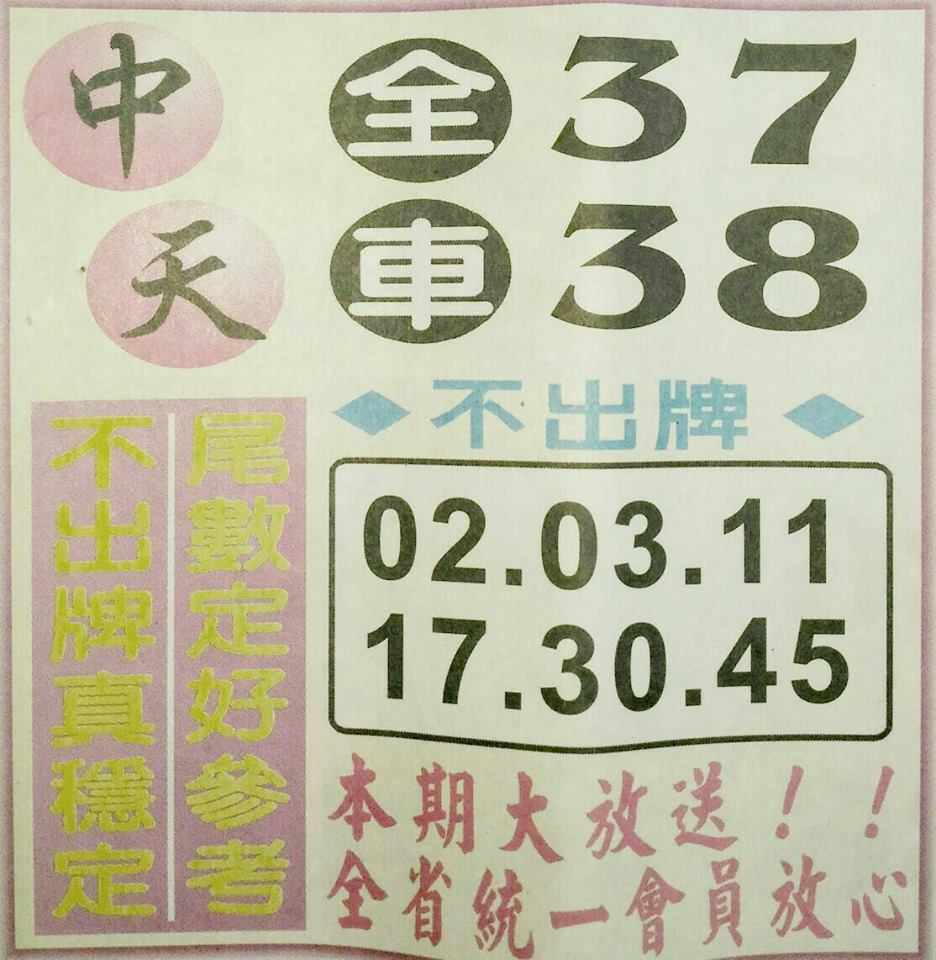 中天
全車
37
38
不出牌
02.03.11
17.30.45
尾數定好參考
不出牌真穩定
本期大放送！！
全省統一會員放心